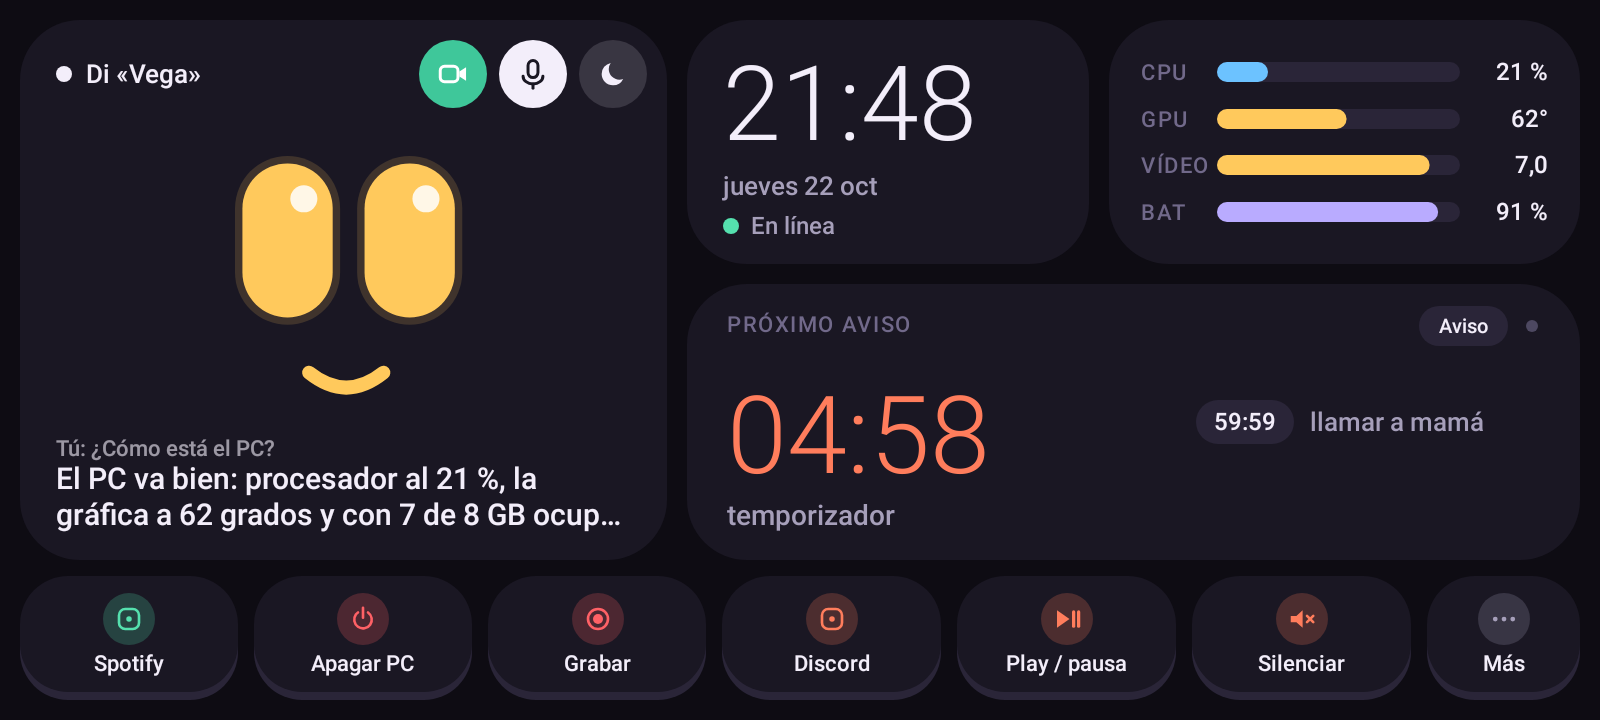 Di «Vega»
Tú: ¿Cómo está el PC?
El PC va bien: procesador al 21 %, la
gráfica a 62 grados y con 7 de 8 GB ocup...
21:48
jueves 22 oct
En línea
CPU 21 %
GPU 62°
VÍDEO 7,0
BAT 91 %
PRÓXIMO AVISO
Aviso
04:58
temporizador
59:59 llamar a mamá
Spotify
Apagar PC
Grabar
Discord
Play / pausa
Silenciar
Más